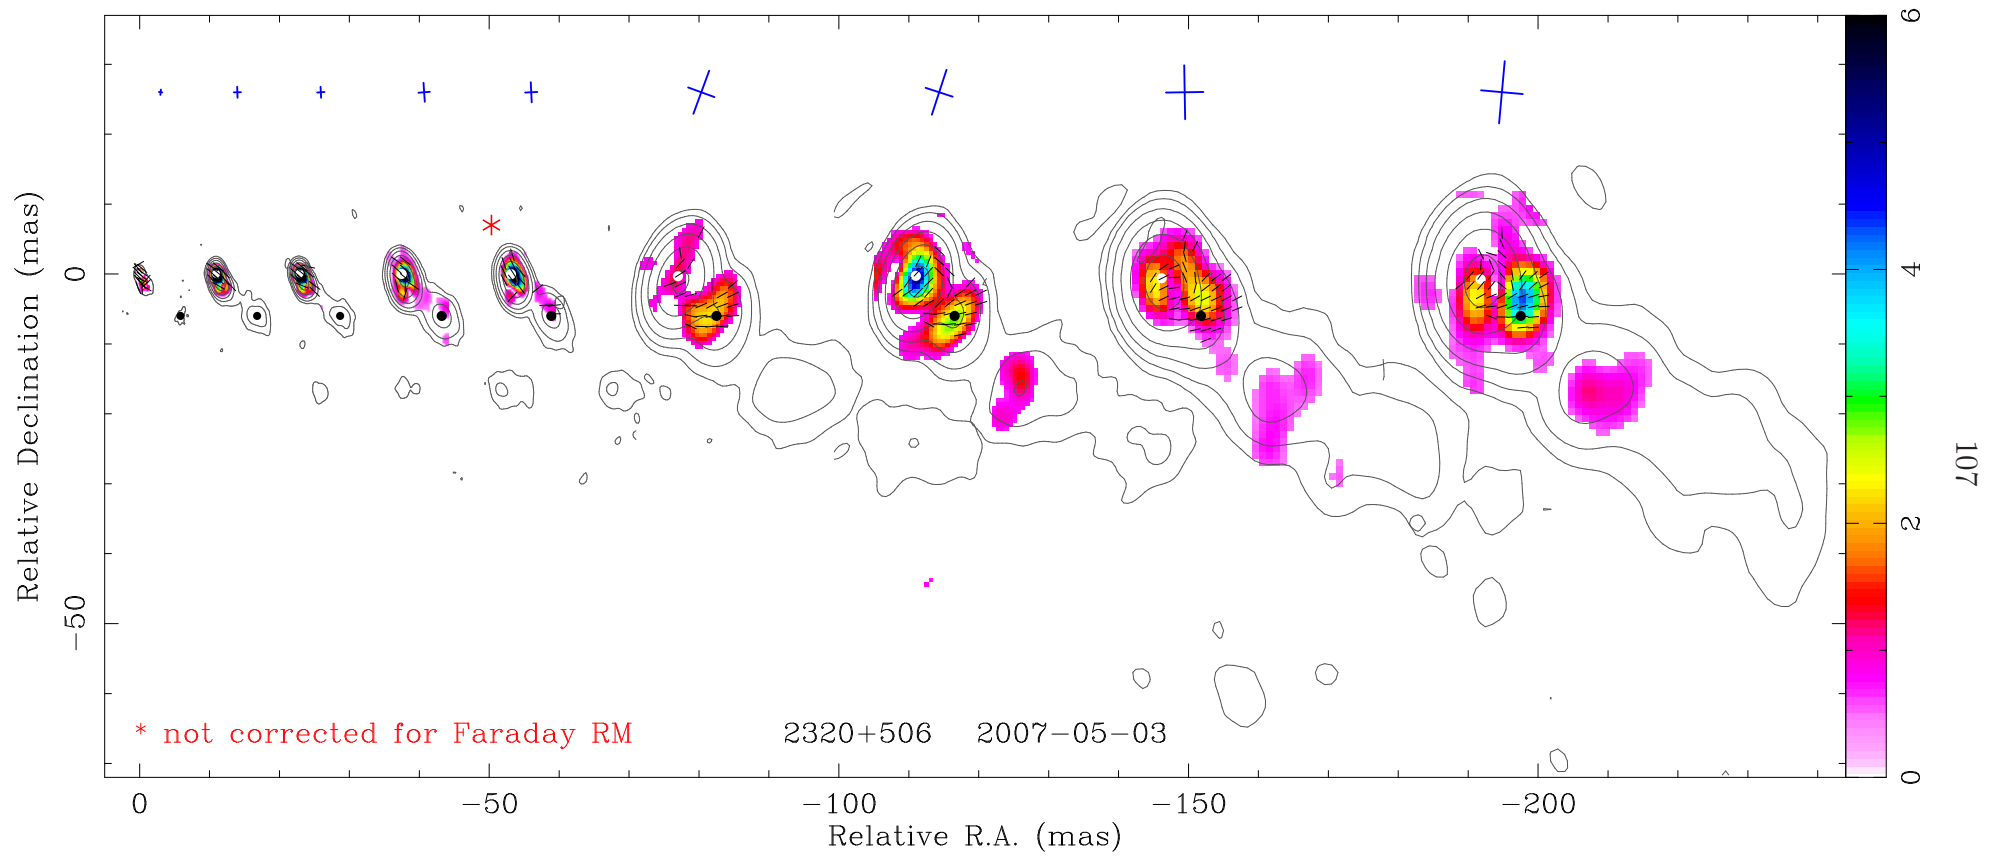 6
4
2
0
107
0
−50
Relative Declination (mas)
*
* not corrected for Faraday RM
2320+506 2007−05−03
0 −50 −100 −150 −200
Relative R.A. (mas)